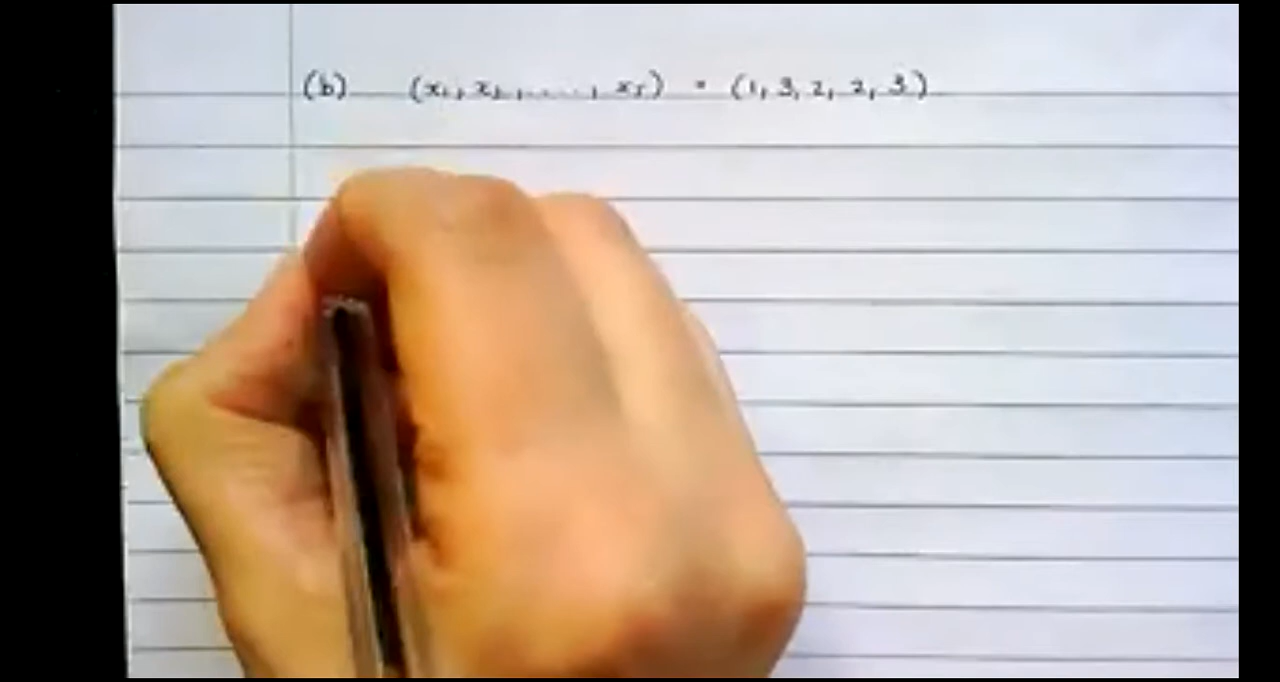 (b) (x₁, x₂, ...., x₅) = (1, 3, 2, 2, 3)